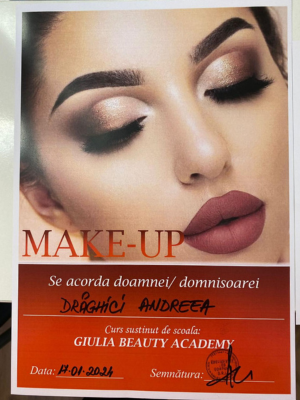 MAKE-UP
Se acorda doamnei/ domnisoarei
DRĂGHICI ANDREEA
Curs sustinut de scoala:
GIULIA BEAUTY ACADEMY
Data: 17.01.2024 Semnătura: